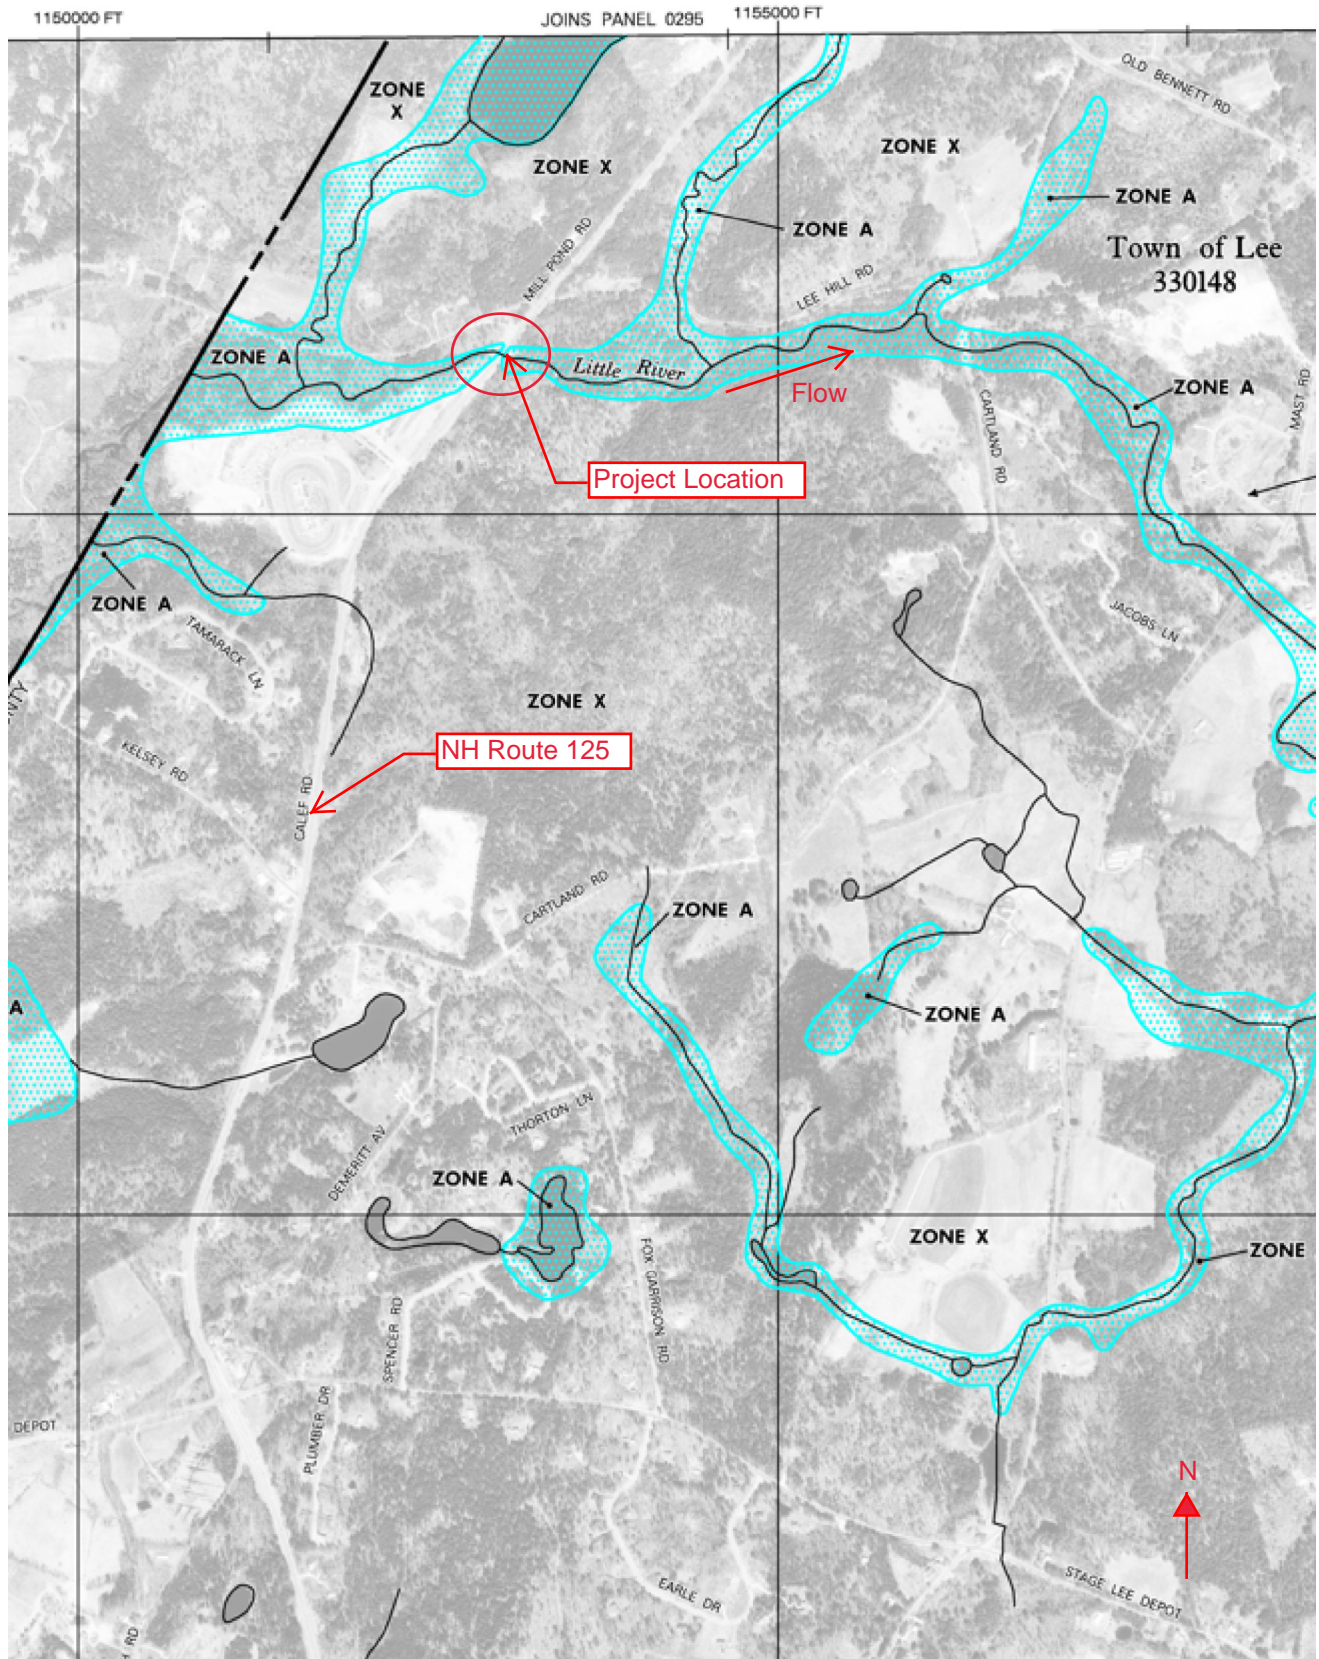 1150000 FT
JOINS PANEL 0295
1155000 FT
OLD BENNETT RD
ZONE
X
ZONE X
ZONE X
ZONE A
ZONE A
Town of Lee
330148
MILL POND RD
LEE HILL RD
ZONE A
Little River
Flow
ZONE A
MAST RD
CARTLAND RD
Project Location
ZONE A
TAMARACK LN
JACOBS LN
ZONE X
NTY
KELSEY RD
NH Route 125
CALEF RD
CARTLAND RD
ZONE A
A
ZONE A
THORTON LN
DEMERITT AV
ZONE A
ZONE X
ZONE
FOX GARRISON RD
SPENCER RD
PLUMBER DR
DEPOT
N
EARLE DR
STAGE LEE DEPOT
RD